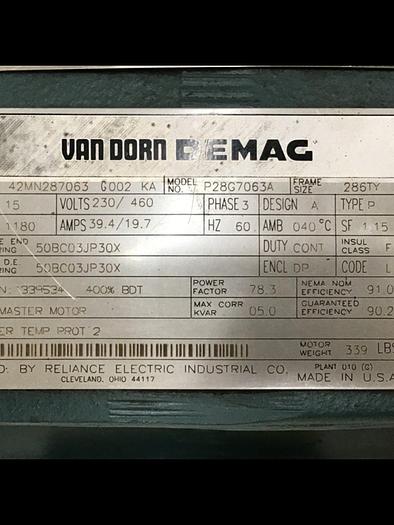 VAN DORN DEMAG
42MN287063 G002 KA MODEL NO. P28G7063A FRAME SIZE 286TY
15 VOLTS 230/ 460 PHASE 3 DESIGN A TYPE P
1180 AMPS 39.4/19.7 HZ 60 AMB 040 °C SF 1.15
E END RING 50BC03JP30X DUTY CONT INSUL CLASS F
D.E RING 50BC03JP30X ENCL DP CODE L
400% BDT POWER FACTOR 78.3 NEMA NOM EFFICIENCY 91.0
MASTER MOTOR MAX CORR KVAR 05.0 GUARANTEED EFFICIENCY 90.2
ER TEMP PROT 2
MOTOR WEIGHT 339 LBS
D: BY RELIANCE ELECTRIC INDUSTRIAL CO. PLANT 010 (G)
CLEVELAND, OHIO 44117 MADE IN U.S.A